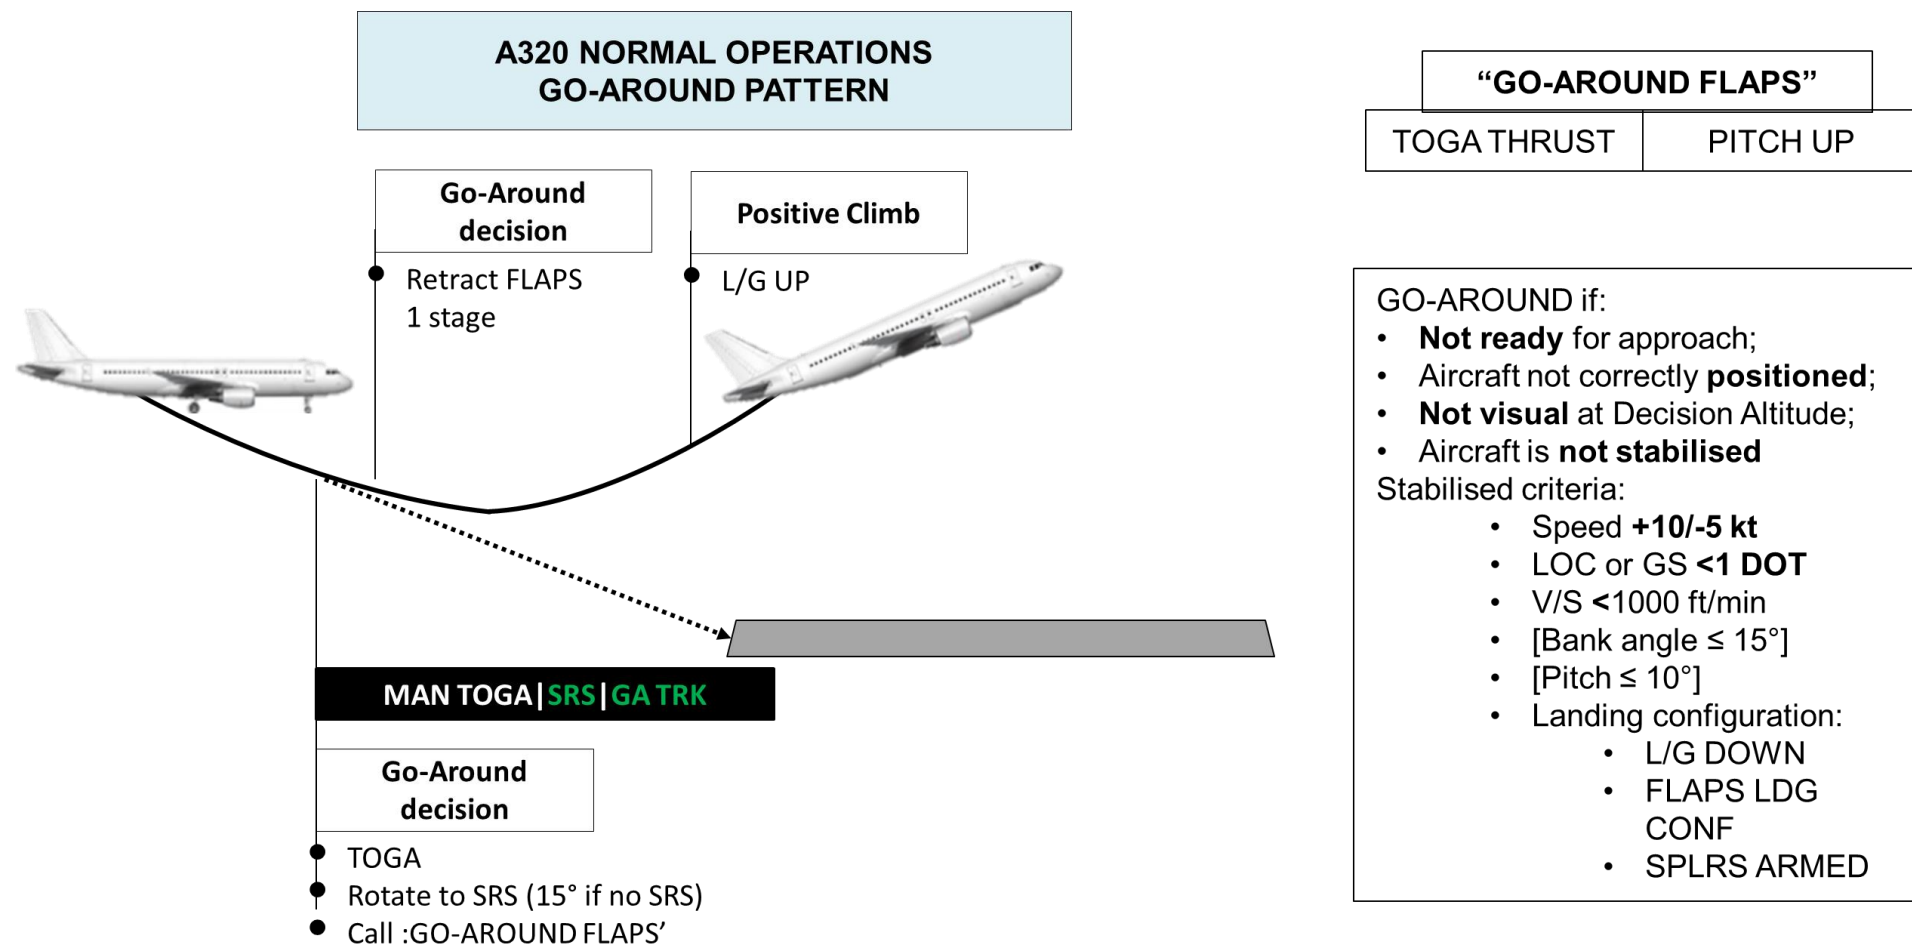 A320 NORMAL OPERATIONS
GO-AROUND PATTERN
Go-Around
decision
Retract FLAPS
1 stage
Positive Climb
L/G UP
MAN TOGA|SRS|GA TRK
Go-Around
decision
TOGA
Rotate to SRS (15° if no SRS)
Call :GO-AROUND FLAPS’
“GO-AROUND FLAPS”
TOGA THRUST
PITCH UP
GO-AROUND if:
• Not ready for approach;
• Aircraft not correctly positioned;
• Not visual at Decision Altitude;
• Aircraft is not stabilised
Stabilised criteria:
• Speed +10/-5 kt
• LOC or GS <1 DOT
• V/S <1000 ft/min
• [Bank angle ≤ 15°]
• [Pitch ≤ 10°]
• Landing configuration:
• L/G DOWN
• FLAPS LDG
CONF
• SPLRS ARMED